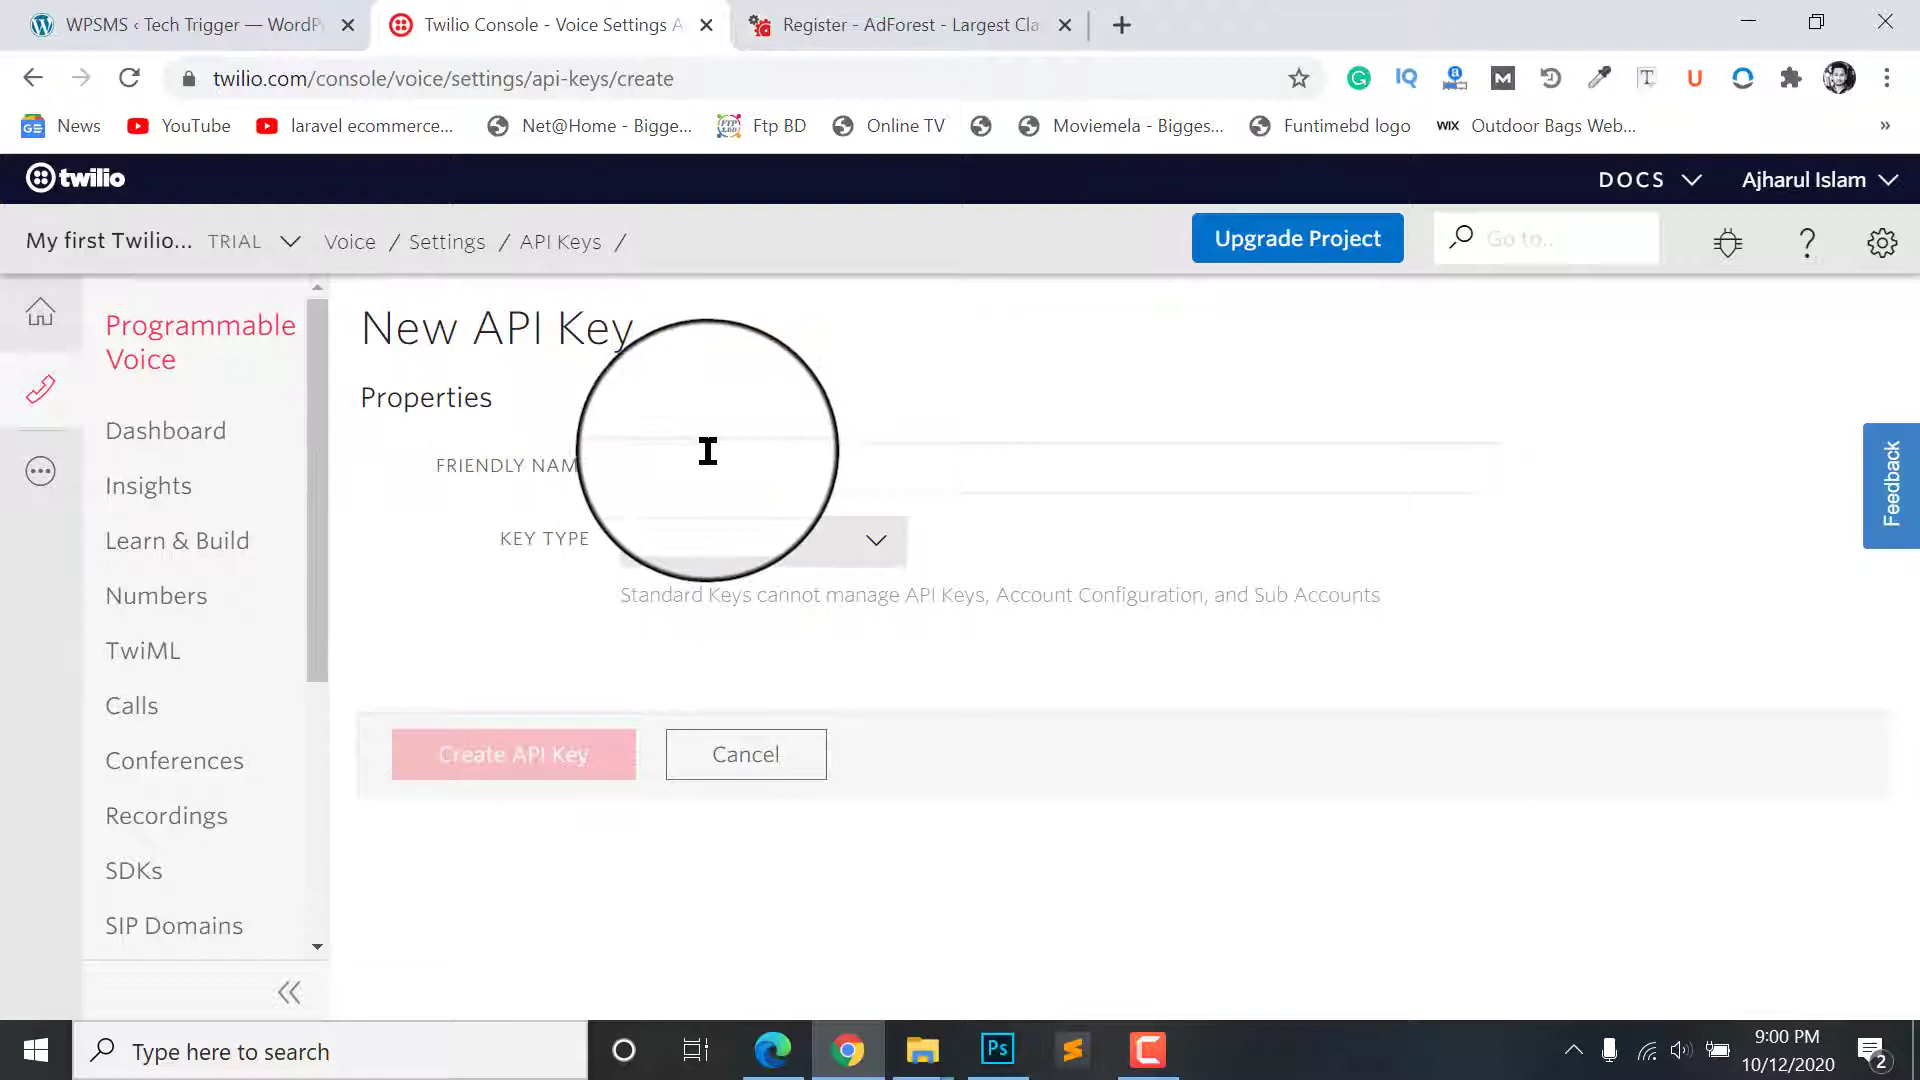 WPSMS ‹ Tech Trigger — WordP
Twilio Console - Voice Settings A
Register - AdForest - Largest Cla
twilio.com/console/voice/settings/api-keys/create
News
YouTube
laravel ecommerce...
Net@Home - Bigge...
Ftp BD
Online TV
Moviemela - Bigges...
Funtimebd logo
WIX Outdoor Bags Web...
»
twilio
DOCS
Ajharul Islam
My first Twilio... TRIAL
Voice / Settings / API Keys /
Upgrade Project
Go to..
Programmable
Voice
Dashboard
Insights
Learn & Build
Numbers
TwiML
Calls
Conferences
Recordings
SDKs
SIP Domains
New API Key
Properties
FRIENDLY NAM
KEY TYPE
Standard Keys cannot manage API Keys, Account Configuration, and Sub Accounts
Create API Key
Cancel
Feedback
Type here to search
Ps
9:00 PM
10/12/2020
2